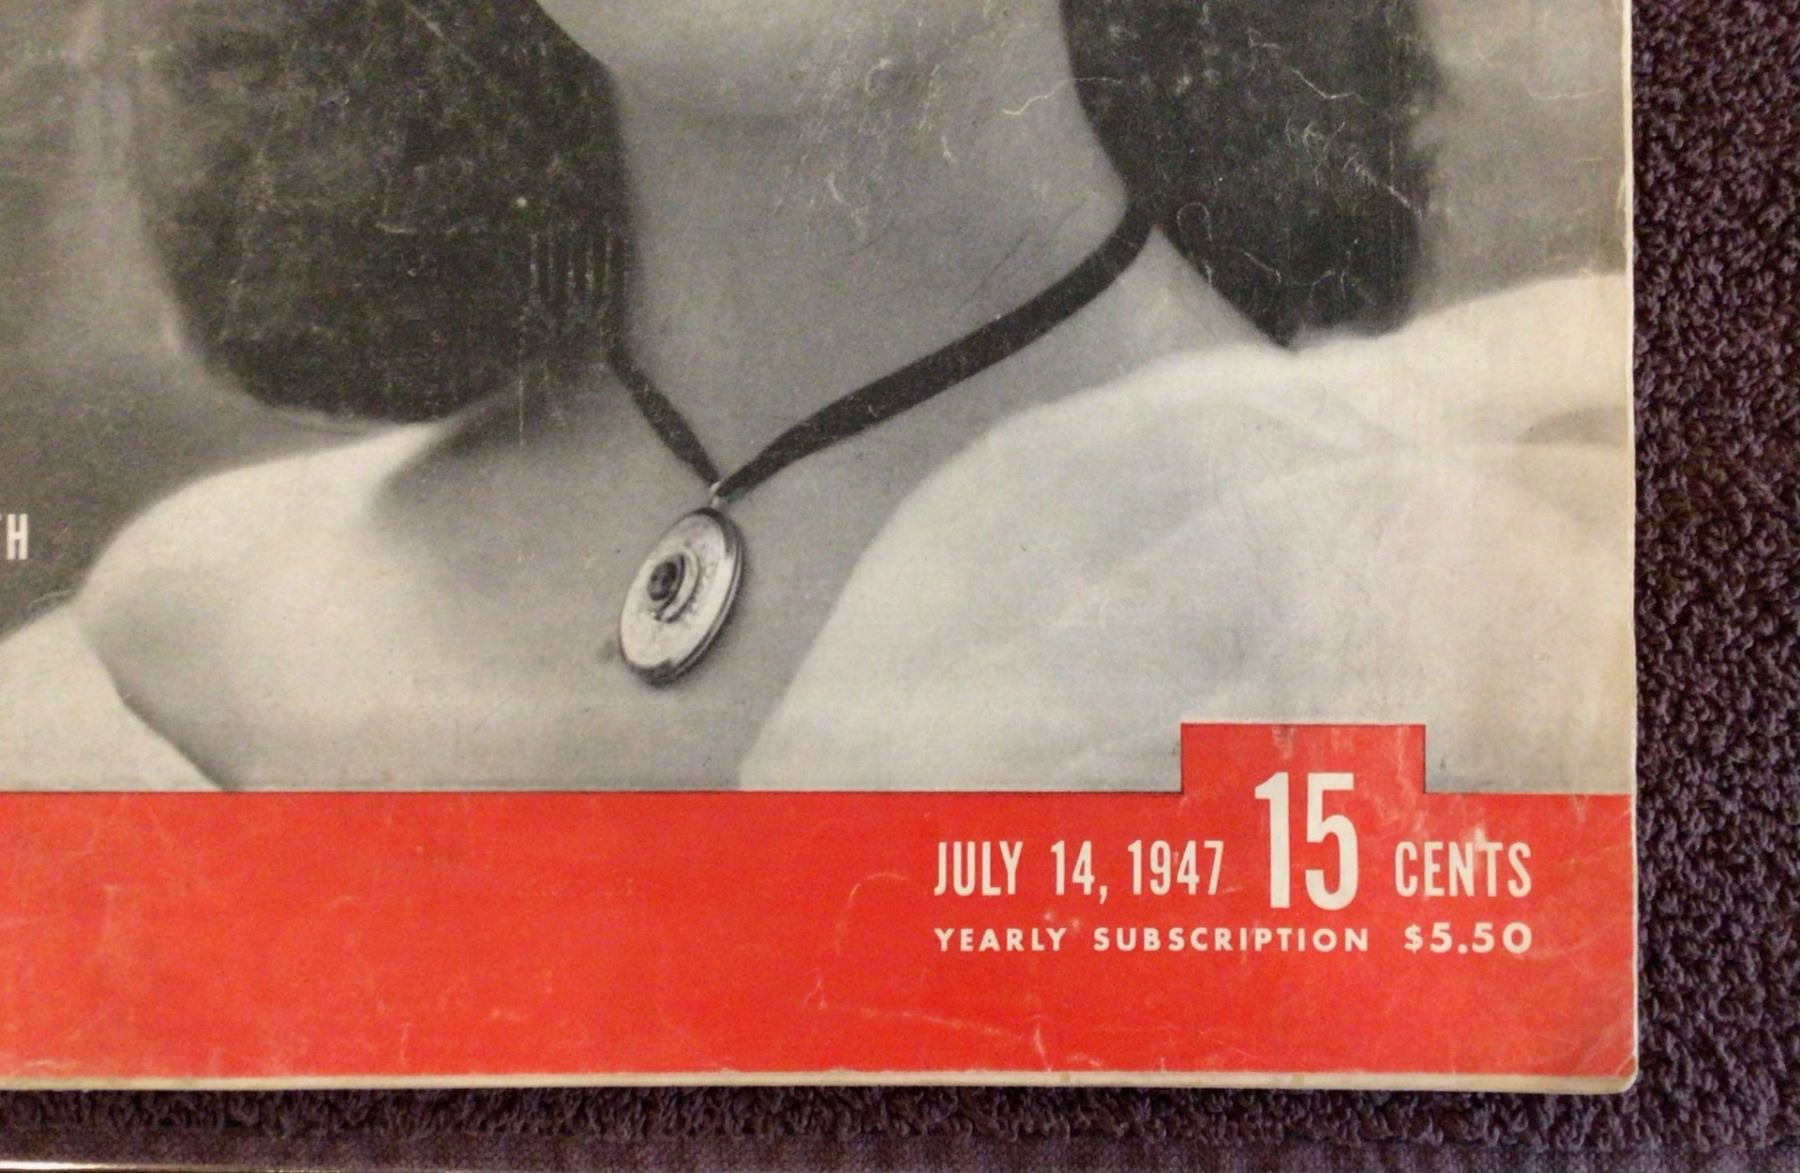 H
JULY 14, 1947 15 CENTS
YEARLY SUBSCRIPTION $5.50